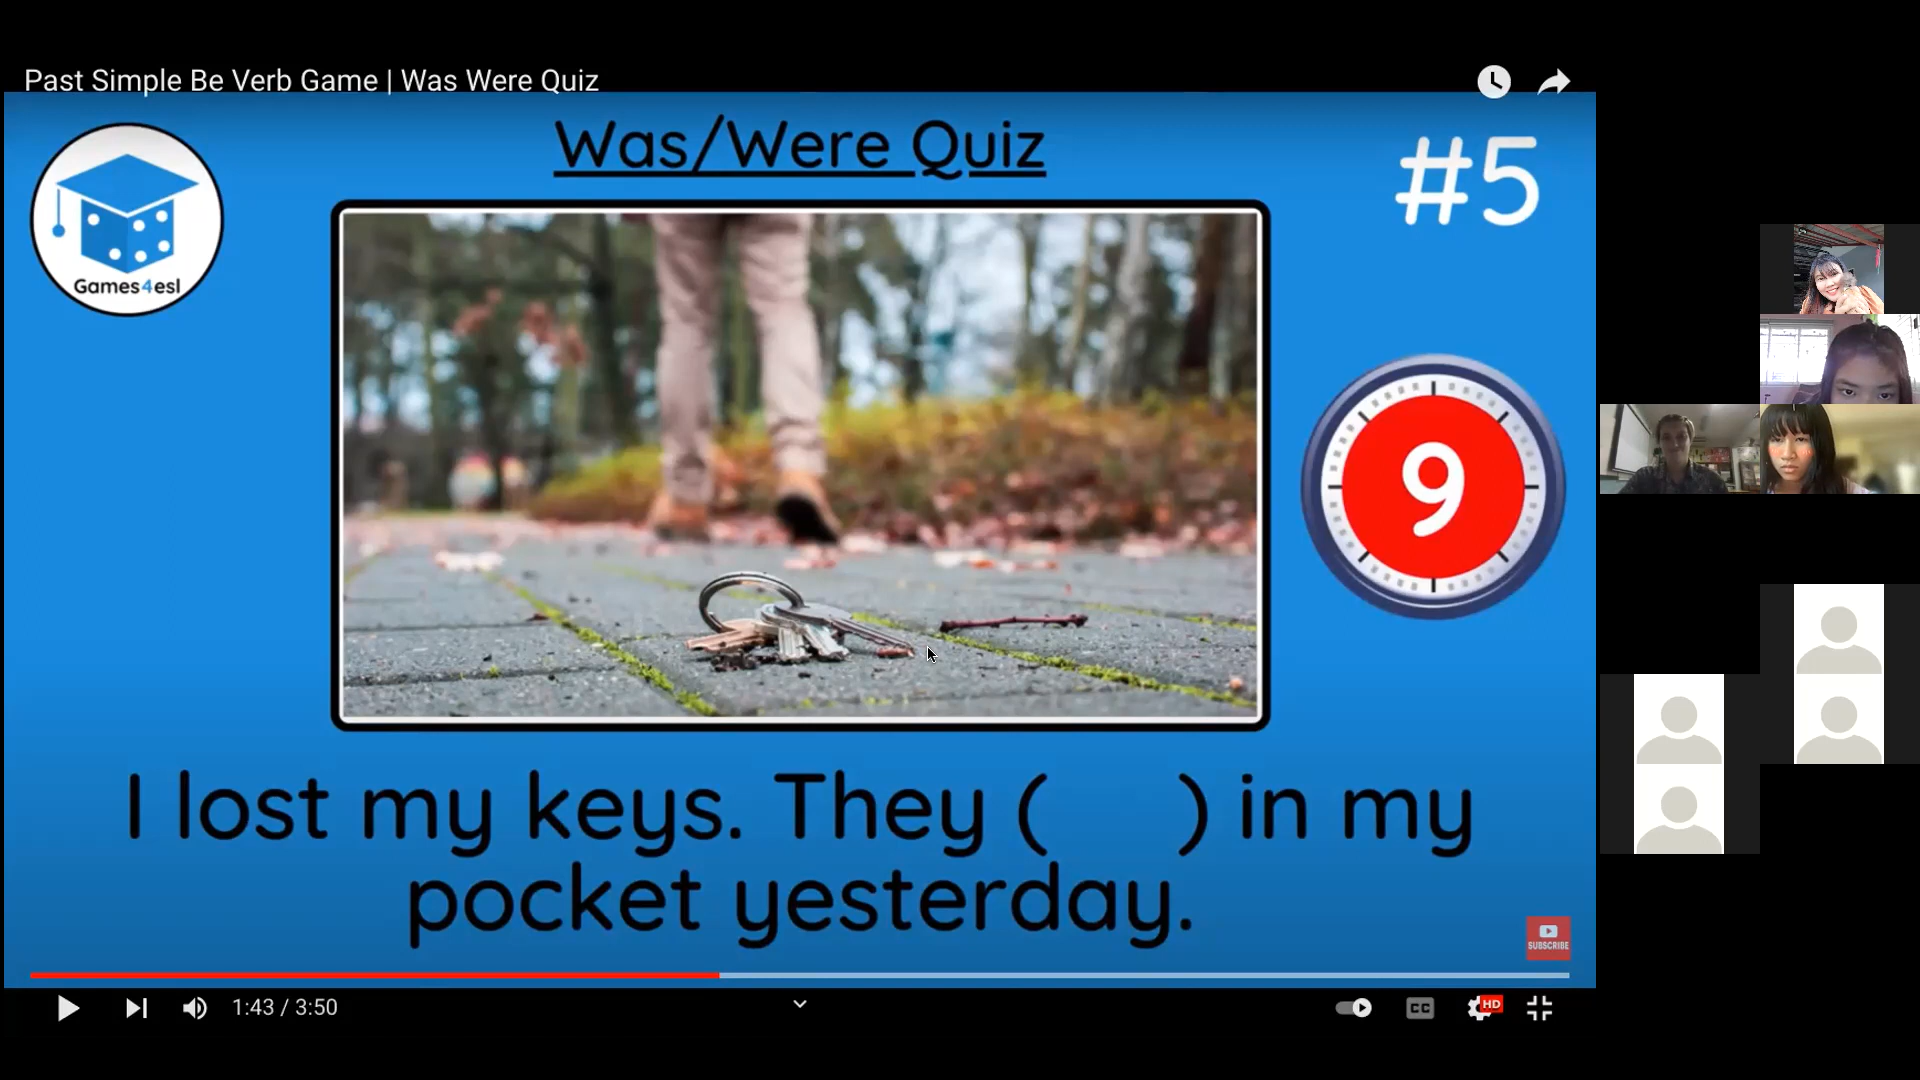 Past Simple Be Verb Game | Was Were Quiz
Was/Were Quiz
#5
Games4esl
9
I lost my keys. They (     ) in my
pocket yesterday.
SUBSCRIBE
1:43 / 3:50
CC
HD